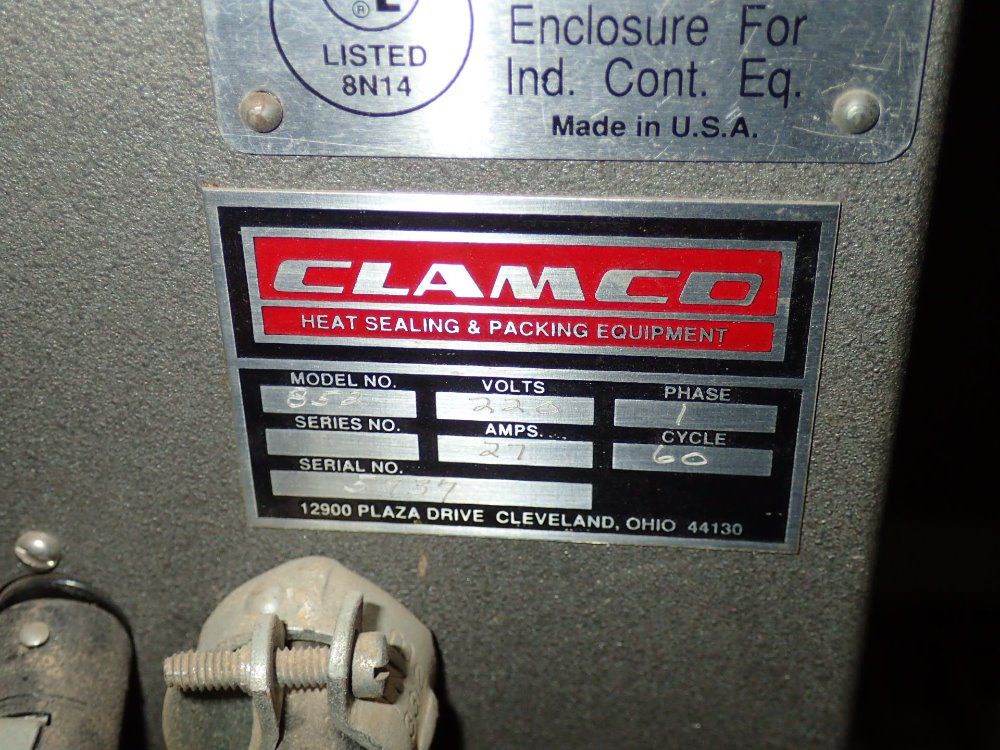 ® L
LISTED
8N14
Enclosure For
Ind. Cont. Eq.
Made in U.S.A.
CLAMCO
HEAT SEALING & PACKING EQUIPMENT
MODEL NO. VOLTS PHASE
852 220 1
SERIES NO. AMPS. CYCLE
27 60
SERIAL NO.
12900 PLAZA DRIVE CLEVELAND, OHIO 44130